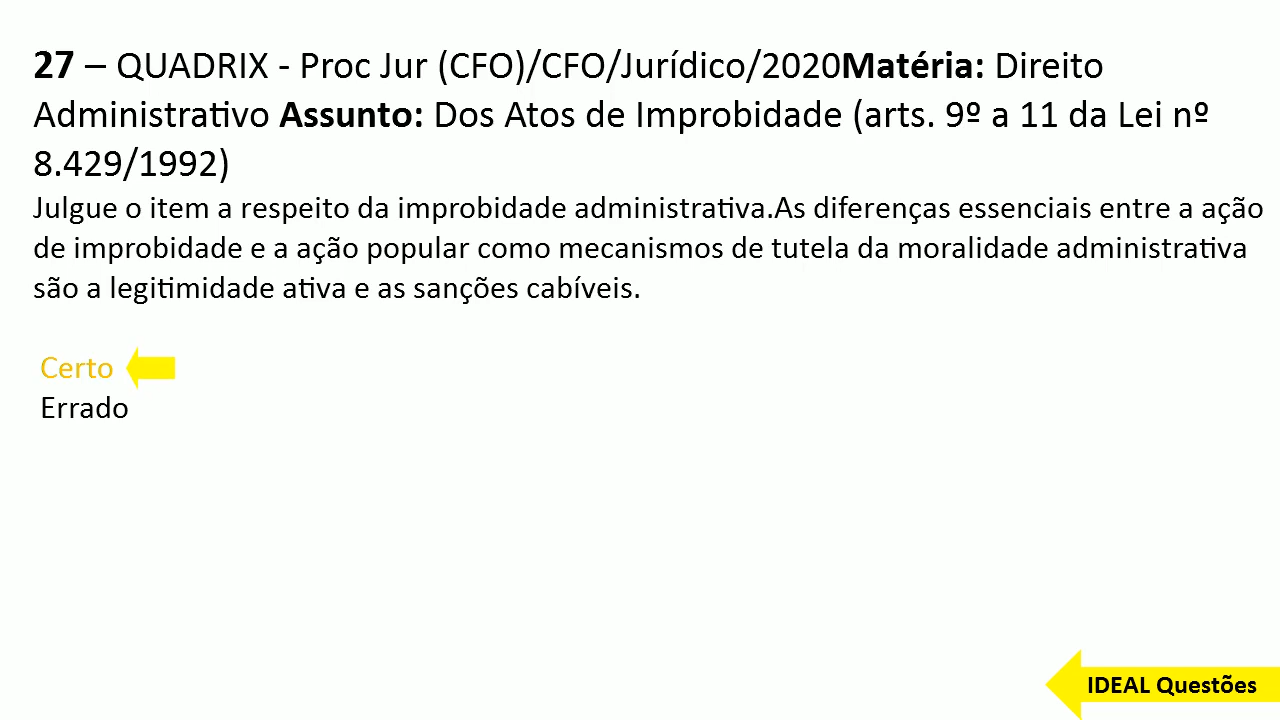 27 – QUADRIX - Proc Jur (CFO)/CFO/Jurídico/2020Matéria: Direito
Administrativo Assunto: Dos Atos de Improbidade (arts. 9º a 11 da Lei nº
8.429/1992)
Julgue o item a respeito da improbidade administrativa.As diferenças essenciais entre a ação
de improbidade e a ação popular como mecanismos de tutela da moralidade administrativa
são a legitimidade ativa e as sanções cabíveis.
Certo
Errado
IDEAL Questões